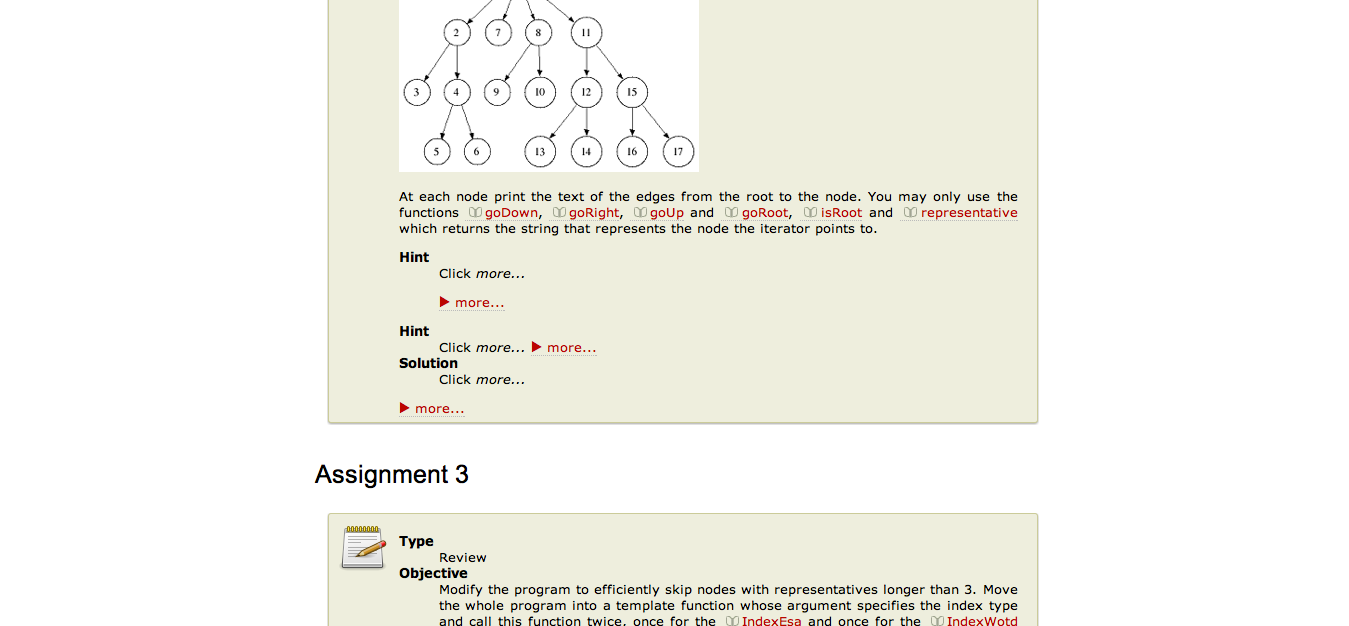 2 7 8 11
3 4 9 10 12 15
5 6 13 14 16 17
At each node print the text of the edges from the root to the node. You may only use the
functions goDown, goRight, goUp and goRoot, isRoot and representative
which returns the string that represents the node the iterator points to.
Hint
Click more...
more...
Hint
Click more... more...
Solution
Click more...
more...
Assignment 3
Type
Review
Objective
Modify the program to efficiently skip nodes with representatives longer than 3. Move
the whole program into a template function whose argument specifies the index type
and call this function twice, once for the IndexEsa and once for the IndexWotd